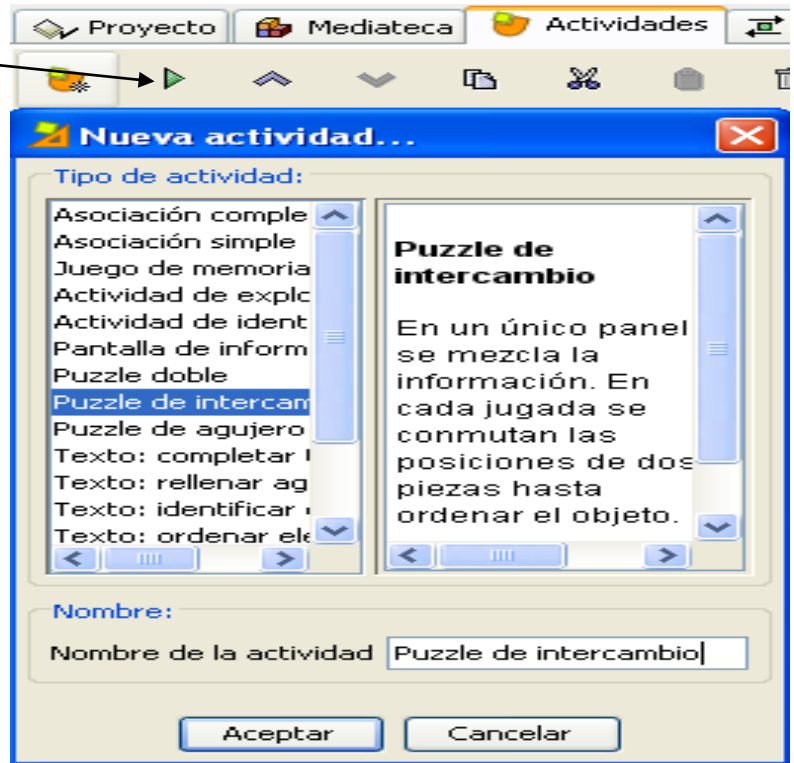 Proyecto Mediateca Actividades
Nueva actividad...
Tipo de actividad:
Asociación comple
Asociación simple
Juego de memoria
Actividad de explc
Actividad de ident
Pantalla de inform
Puzzle doble
Puzzle de intercam
Puzzle de agujero
Texto: completar
Texto: rellenar ag
Texto: identificar
Texto: ordenar ele
Puzzle de
intercambio
En un único panel
se mezcla la
información. En
cada jugada se
conmutan las
posiciones de dos
piezas hasta
ordenar el objeto.
Nombre:
Nombre de la actividad Puzzle de intercambio
Aceptar Cancelar